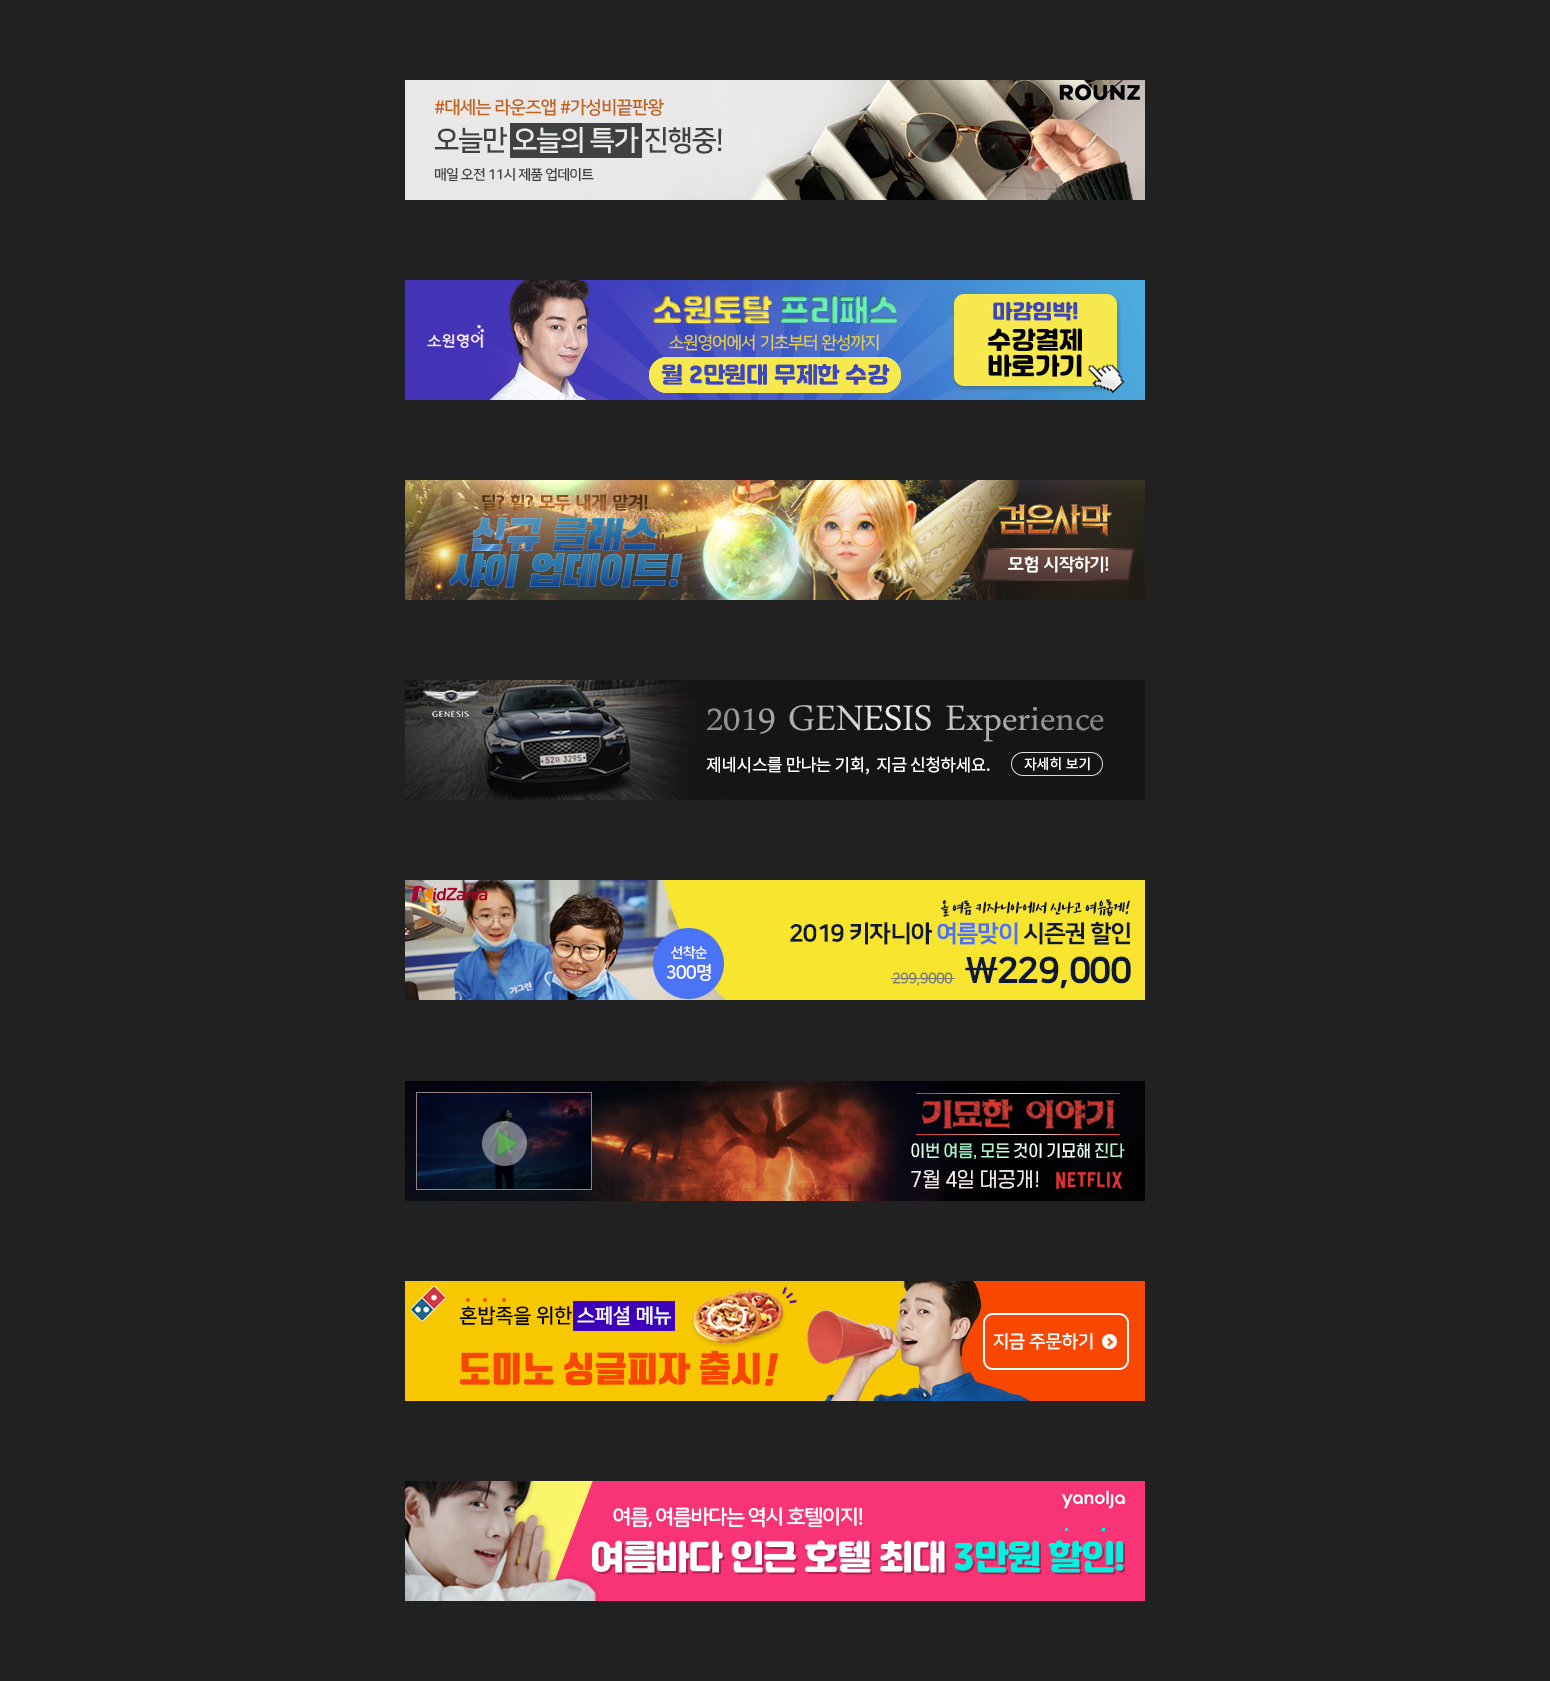 ROUNZ
#대세는 라운즈앱 #가성비끝판왕
오늘만 오늘의 특가 진행중!
매일 오전 11시 제품 업데이트
소원영어
소원토탈 프리패스
소원영어에서 기초부터 완성까지
월 2만원대 무제한 수강
마감임박!
수강결제
바로가기
딜? 힐? 모두 내게 맡겨!
신규 클래스
샤이 업데이트!
검은사막
모험 시작하기!
GENESIS
52마 3295
2019 GENESIS Experience
제네시스를 만나는 기회, 지금 신청하세요.
자세히 보기
KidZania
가그린
선착순
300명
올 여름 키자니아에서 신나고 여유롭게!
2019 키자니아 여름맞이 시즌권 할인
299,9000 ₩229,000
기묘한 이야기
이번 여름, 모든 것이 기묘해 진다
7월 4일 대공개! NETFLIX
혼밥족을 위한 스페셜 메뉴
도미노 싱글피자 출시!
지금 주문하기
yanolja
여름, 여름바다는 역시 호텔이지!
여름바다 인근 호텔 최대 3만원 할인!